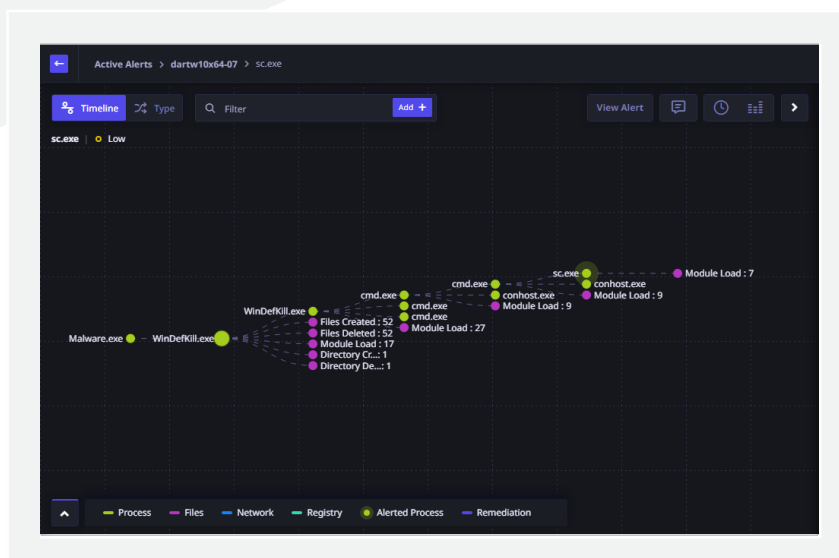 Active Alerts > dartw10x64-07 > sc.exe
Timeline Type Filter Add + View Alert
sc.exe | Low
sc.exe Module Load : 7
cmd.exe conhost.exe
cmd.exe conhost.exe Module Load : 9
WinDefKill.exe cmd.exe Module Load : 9
Files Created : 52 cmd.exe
Malware.exe WinDefKill.exe Files Deleted : 52 Module Load : 27
Module Load : 17
Directory Cr...: 1
Directory De...: 1
Process Files Network Registry Alerted Process Remediation